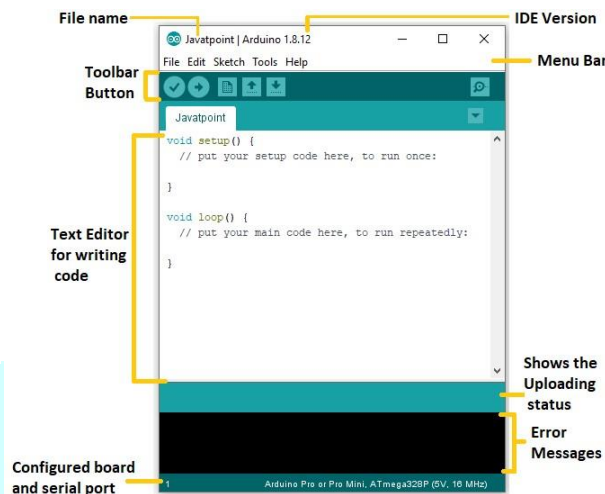 File name
IDE Version
Javatpoint | Arduino 1.8.12
File Edit Sketch Tools Help
Menu Bar
Toolbar
Button
Javatpoint
void setup() {
// put your setup code here, to run once:
}
void loop() {
// put your main code here, to run repeatedly:
}
Text Editor
for writing
code
Shows the
Uploading
status
Error
Messages
Configured board
and serial port
1
Arduino Pro or Pro Mini, ATmega328P (5V, 16 MHz)